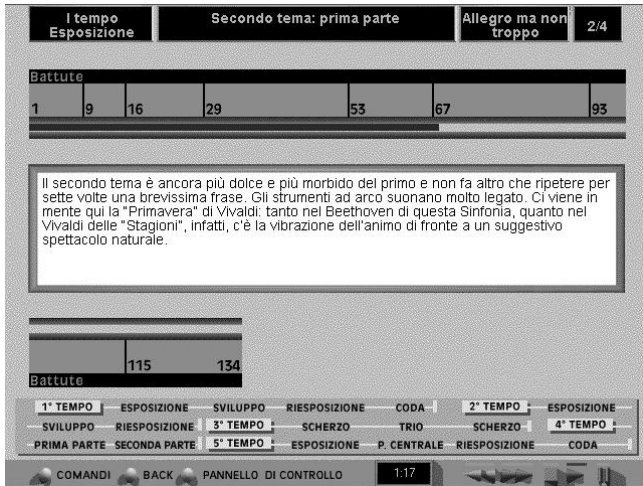 I tempo
Esposizione
Secondo tema: prima parte
Allegro ma non
troppo
2/4
Battute
1 9 16 29 53 67 93
Il secondo tema è ancora più dolce e più morbido del primo e non fa altro che ripetere per
sette volte una brevissima frase. Gli strumenti ad arco suonano molto legato. Ci viene in
mente qui la "Primavera" di Vivaldi: tanto nel Beethoven di questa Sinfonia, quanto nel
Vivaldi delle "Stagioni", infatti, c'è la vibrazione dell'animo di fronte a un suggestivo
spettacolo naturale.
115 134
Battute
1° TEMPO ESPOSIZIONE SVILUPPO RIESPOSIZIONE CODA 2° TEMPO ESPOSIZIONE
SVILUPPO RIESPOSIZIONE 3° TEMPO SCHERZO TRIO SCHERZO 4° TEMPO
PRIMA PARTE SECONDA PARTE 5° TEMPO ESPOSIZIONE P. CENTRALE RIESPOSIZIONE CODA
COMANDI BACK PANNELLO DI CONTROLLO 1:17